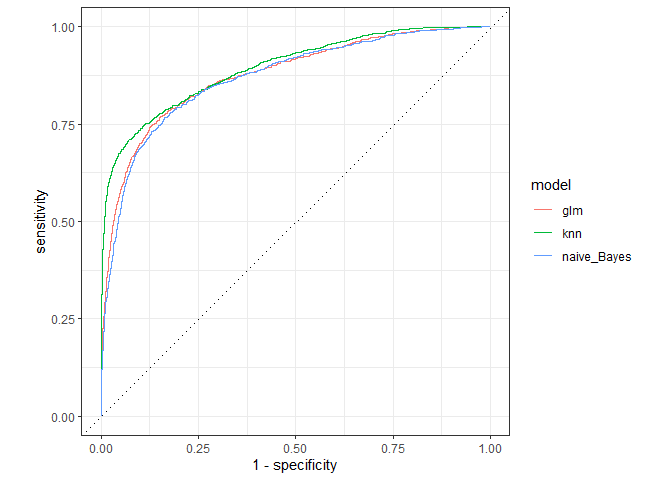 1.00
0.75
0.50
0.25
0.00
sensitivity
0.00 0.25 0.50 0.75 1.00
1 - specificity
model
glm
knn
naive_Bayes